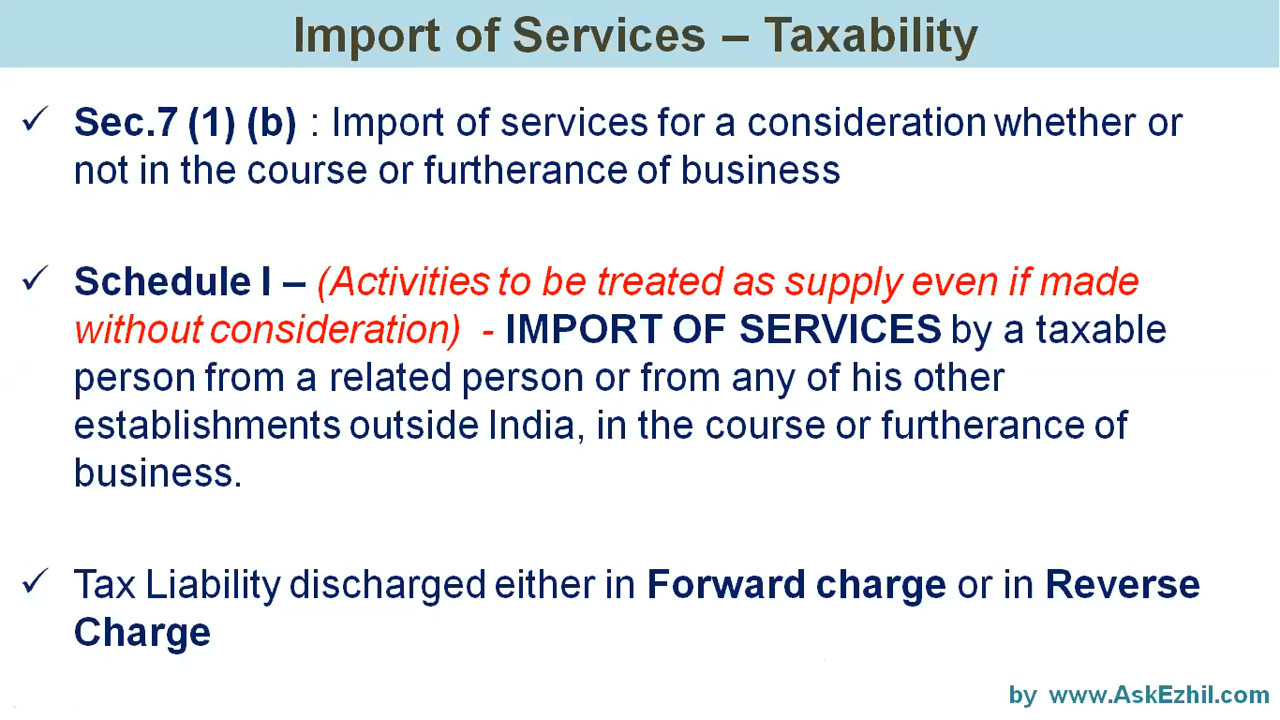 Import of Services – Taxability
✓ Sec.7 (1) (b) : Import of services for a consideration whether or
not in the course or furtherance of business
✓ Schedule I – (Activities to be treated as supply even if made
without consideration) - IMPORT OF SERVICES by a taxable
person from a related person or from any of his other
establishments outside India, in the course or furtherance of
business.
✓ Tax Liability discharged either in Forward charge or in Reverse
Charge
by www.AskEzhil.com